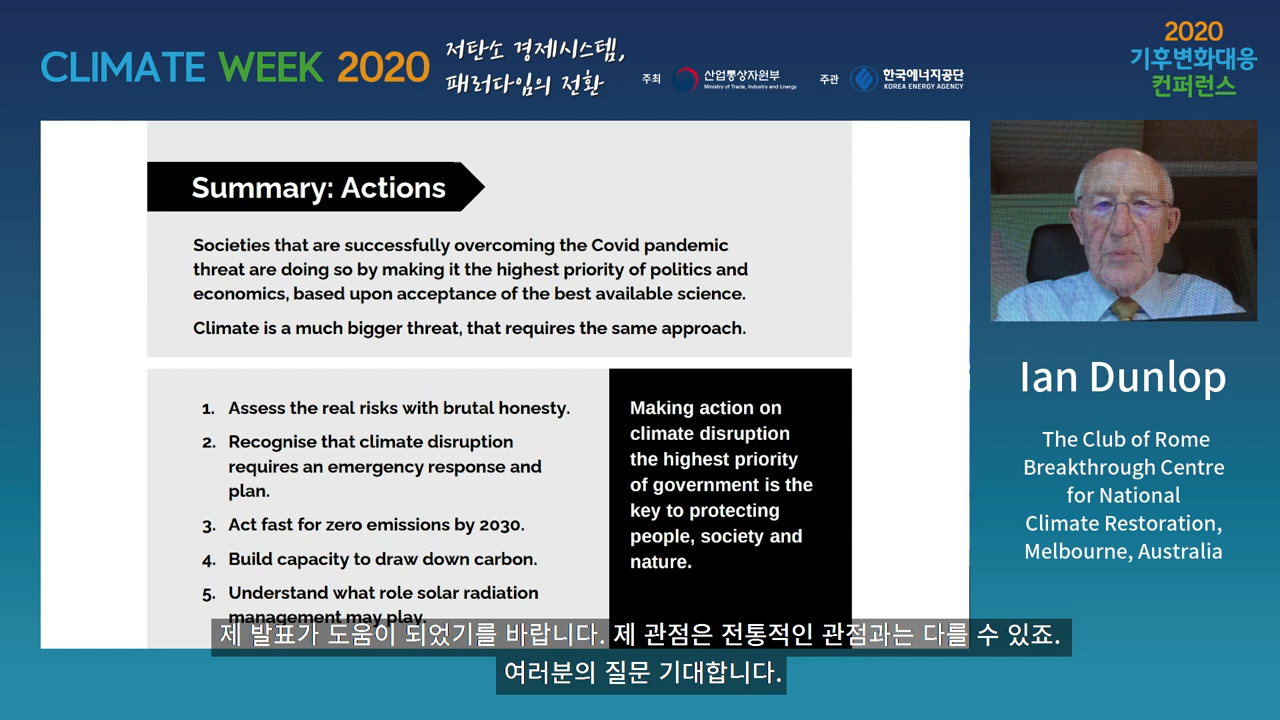 CLIMATE WEEK 2020
저탄소 경제시스템,
패러다임의 전환
주최
산업통상자원부
Ministry of Trade, Industry and Energy
주관
한국에너지공단
KOREA ENERGY AGENCY
2020
기후변화대응
컨퍼런스
Summary: Actions
Societies that are successfully overcoming the Covid pandemic
threat are doing so by making it the highest priority of politics and
economics, based upon acceptance of the best available science.
Climate is a much bigger threat, that requires the same approach.
1. Assess the real risks with brutal honesty.
2. Recognise that climate disruption
requires an emergency response and
plan.
3. Act fast for zero emissions by 2030.
4. Build capacity to draw down carbon.
5. Understand what role solar radiation
management may play.
Making action on
climate disruption
the highest priority
of government is the
key to protecting
people, society and
nature.
Ian Dunlop
The Club of Rome
Breakthrough Centre
for National
Climate Restoration,
Melbourne, Australia
제 발표가 도움이 되었기를 바랍니다. 제 관점은 전통적인 관점과는 다를 수 있죠.
여러분의 질문 기대합니다.